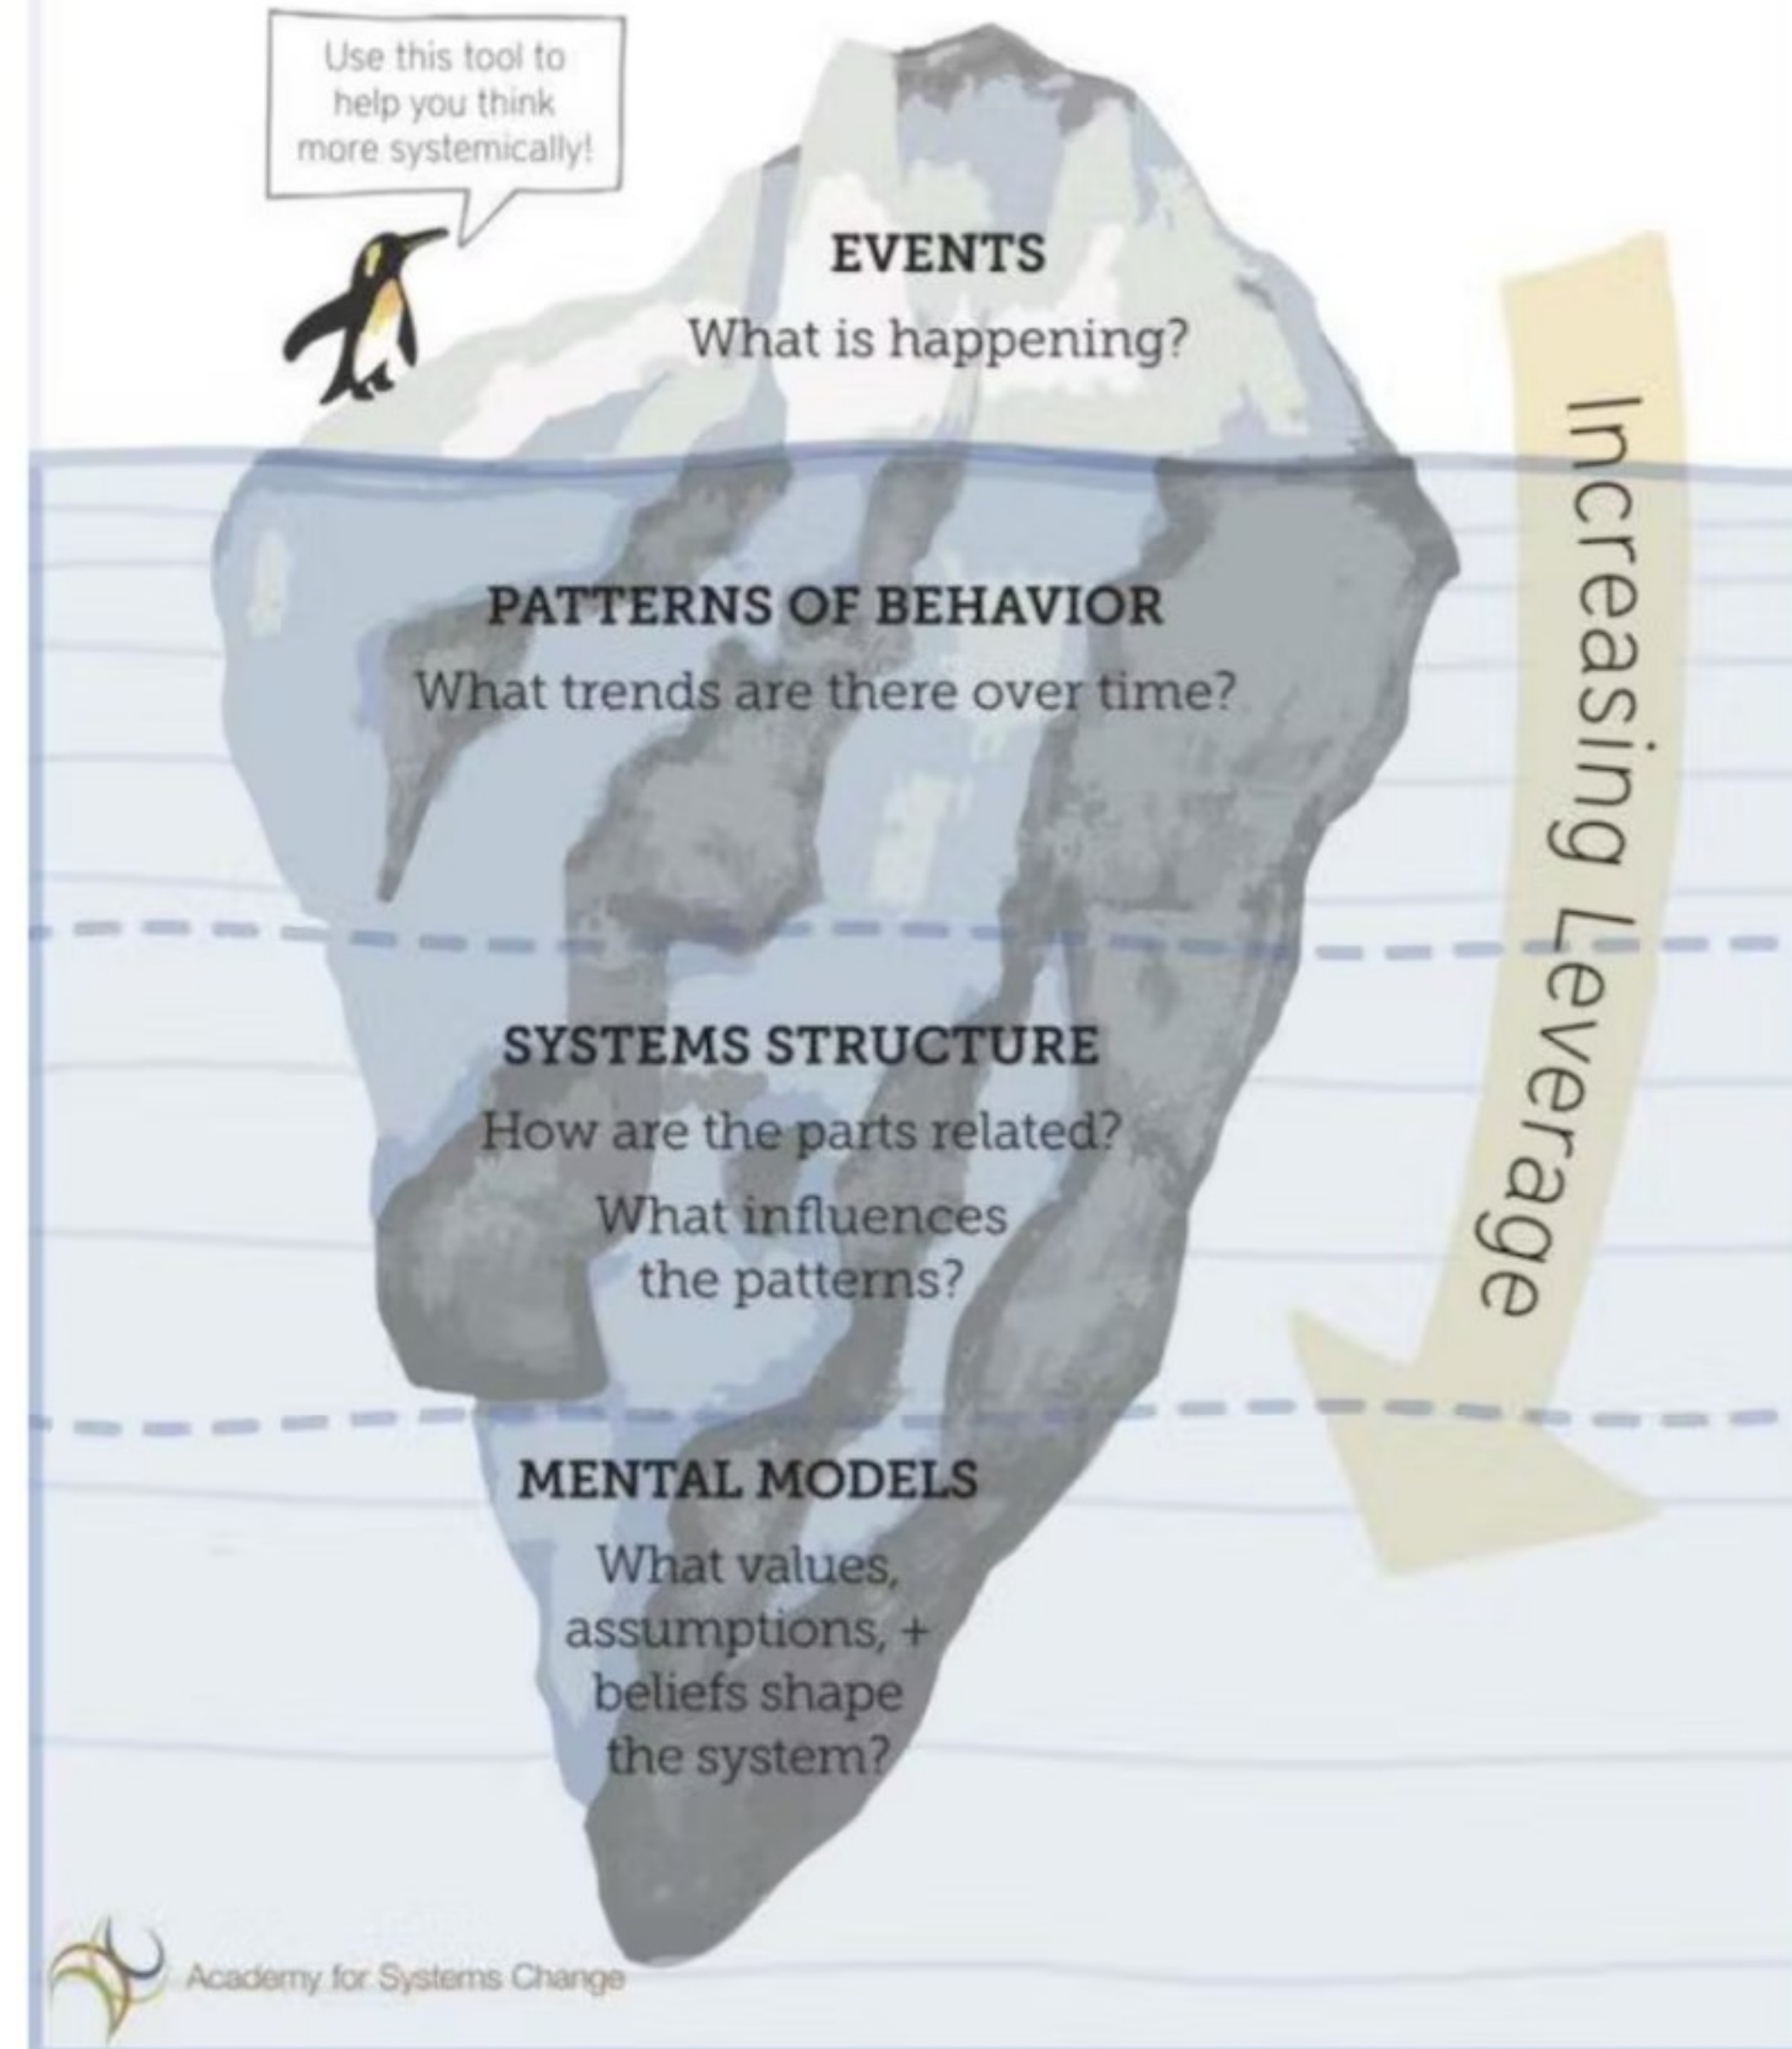 Use this tool to
help you think
more systemically!
EVENTS
What is happening?
PATTERNS OF BEHAVIOR
What trends are there over time?
SYSTEMS STRUCTURE
How are the parts related?
What influences
the patterns?
MENTAL MODELS
What values,
assumptions, +
beliefs shape
the system?
Increasing Leverage
Academy for Systems Change